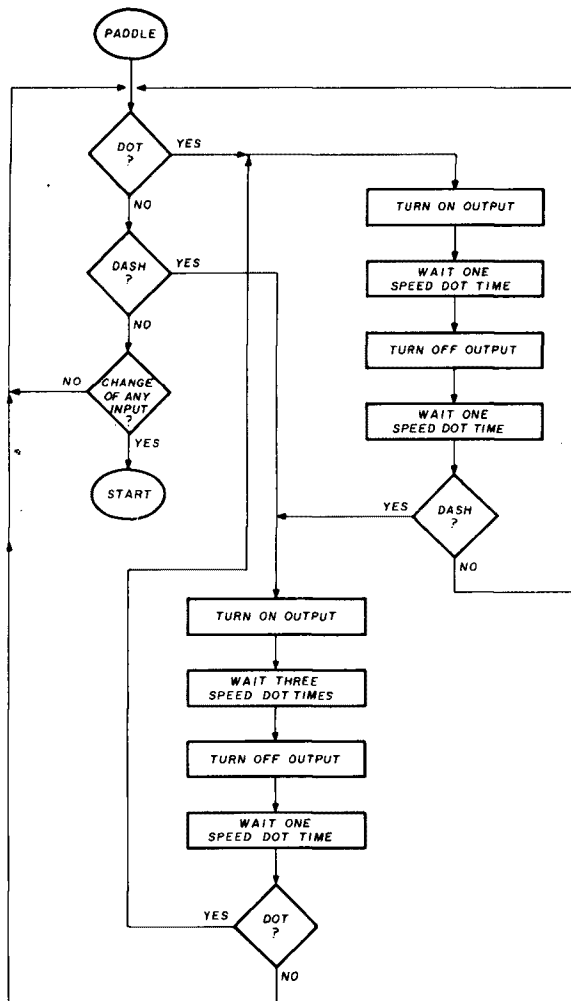 PADDLE
DOT
?
YES
NO
DASH
?
YES
NO
CHANGE
OF ANY
INPUT
?
NO
YES
START
TURN ON OUTPUT
WAIT ONE
SPEED DOT TIME
TURN OFF OUTPUT
WAIT ONE
SPEED DOT TIME
DASH
?
YES
NO
TURN ON OUTPUT
WAIT THREE
SPEED DOT TIMES
TURN OFF OUTPUT
WAIT ONE
SPEED DOT TIME
DOT
?
YES
NO